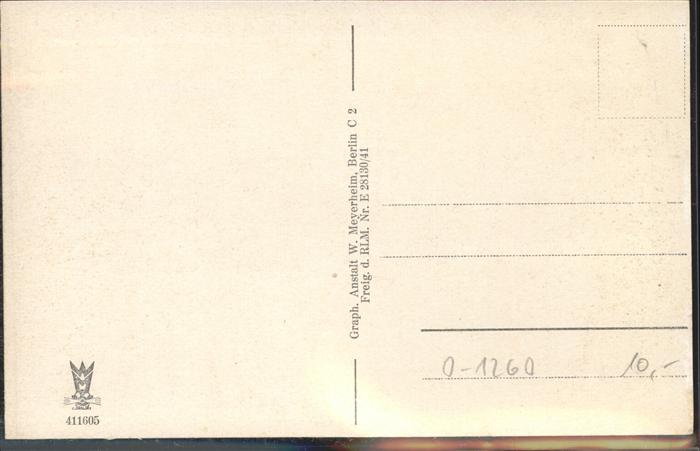 Graph. Anstalt W. Meyerheim, Berlin C 2
Freig. d. RLM. Nr. E 28130/41
0-1260
10,-
411605